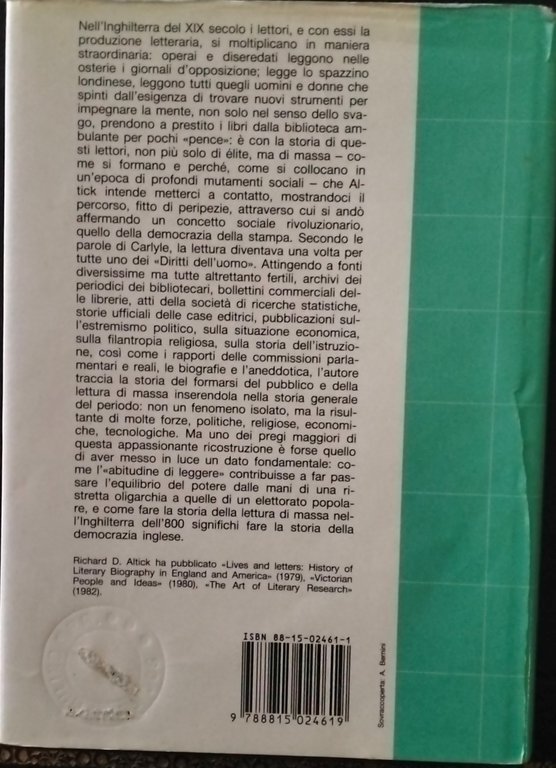 Nell'Inghilterra del XIX secolo i lettori, e con essi la
produzione letteraria, si moltiplicano in maniera
straordinaria: operai e diseredati leggono nelle
osterie i giornali d'opposizione; legge lo spazzino
londinese, leggono tutti quegli uomini e donne che
spinti dall'esigenza di trovare nuovi strumenti per
impegnare la mente, non solo nel senso dello sva-
go, prendono a prestito i libri dalla biblioteca am-
bulante per pochi «pence»: è con la storia di que-
sti lettori, non più solo di élite, ma di massa – co-
me si formano e perché, come si collocano in
un'epoca di profondi mutamenti sociali – che Al-
tick intende metterci a contatto, mostrandoci il
percorso, fitto di peripezie, attraverso cui si andò
affermando un concetto sociale rivoluzionario,
quello della democrazia della stampa. Secondo le
parole di Carlyle, la lettura diventava una volta per
tutte uno dei «Diritti dell'uomo». Attingendo a fonti
diversissime ma tutte altrettanto fertili, archivi dei
periodici dei bibliotecari, bollettini commerciali del-
le librerie, atti della società di ricerche statistiche,
storie ufficiali delle case editrici, pubblicazioni sul-
l'estremismo politico, sulla situazione economica,
sulla filantropia religiosa, sulla storia dell'istruzio-
ne, così come i rapporti delle commissioni parla-
mentari e reali, le biografie e l'aneddotica, l'autore
traccia la storia del formarsi del pubblico e della
lettura di massa inserendola nella storia generale
del periodo: non un fenomeno isolato, ma la risul-
tante di molte forze, politiche, religiose, economi-
che, tecnologiche. Ma uno dei pregi maggiori di
questa appassionante ricostruzione è forse quello
di aver messo in luce un dato fondamentale: co-
me l'«abitudine di leggere» contribuisse a far pas-
sare l'equilibrio del potere dalle mani di una ri-
stretta oligarchia a quelle di un elettorato popola-
re, e come fare la storia della lettura di massa nel-
l'Inghilterra dell'800 significhi fare la storia della
democrazia inglese.
Richard D. Altick ha pubblicato «Lives and letters: History of
Literary Biography in England and America» (1979), «Victorian
People and Ideas» (1980), «The Art of Literary Research»
(1982).
ISBN 88-15-02461-1
9 788815 024619
Sovraccoperta: A. Bernini